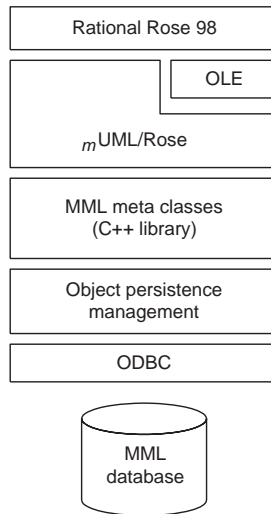 Rational Rose 98
OLE
mUML/Rose
MML meta classes
(C++ library)
Object persistence
management
ODBC
MML
database